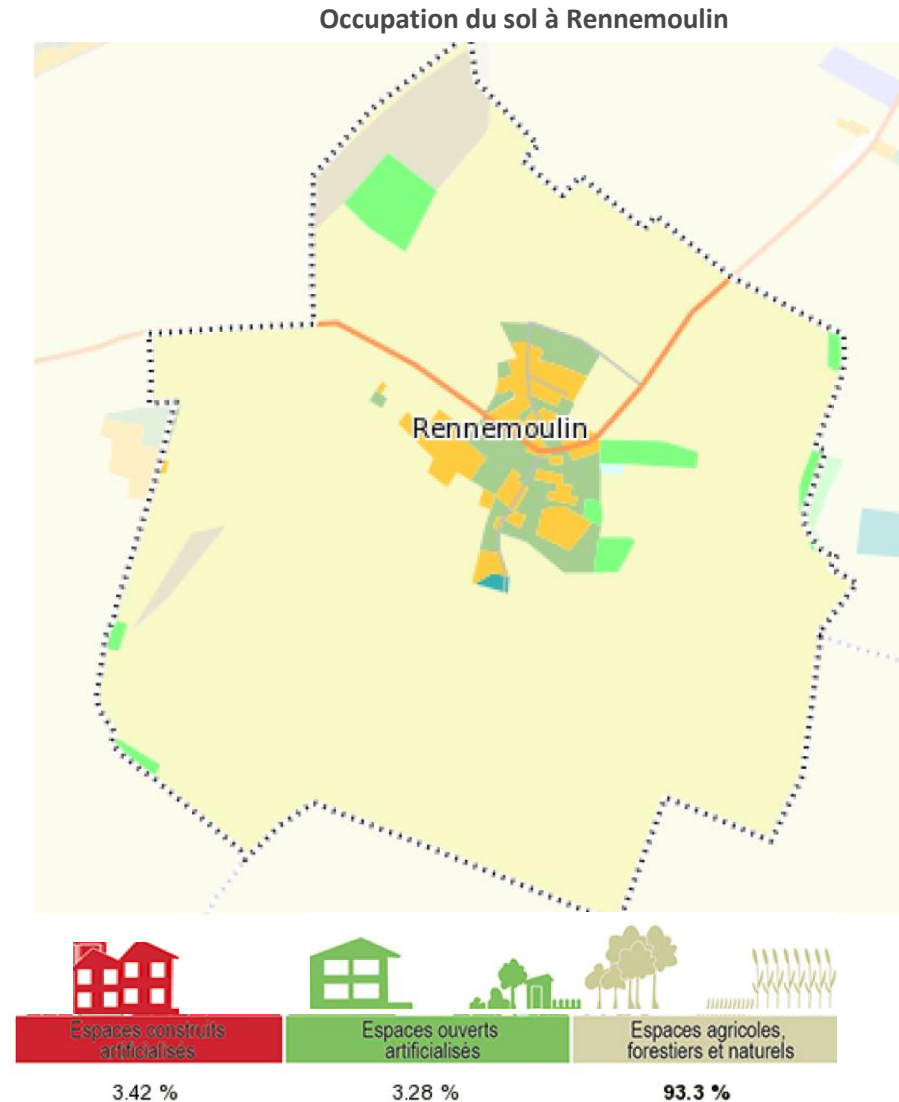 Occupation du sol à Rennemoulin
Rennemoulin
Espaces construits artificialisés
Espaces ouverts artificialisés
Espaces agricoles, forestiers et naturels
3.42 %
3.28 %
93.3 %